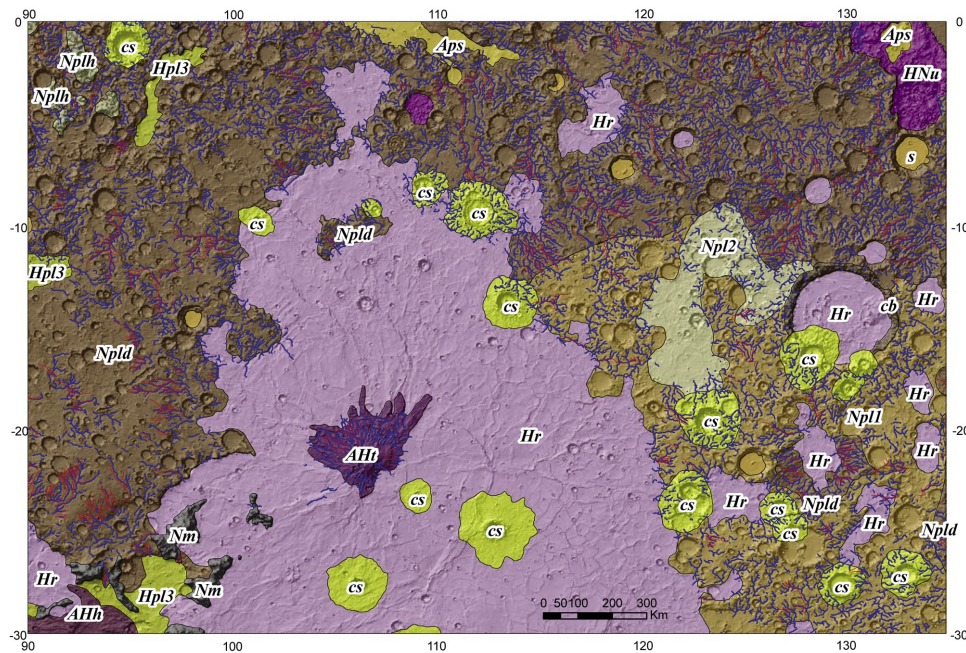 90 100 110 120 130
0 0
cs Aps Aps
Nplh Hpl3 HNu
Nplh
Hr
s
cs
cs cs
-10 Npld Npl2 -10
Hpl3
cs Hr cb Hr
Npld cs
Hr
cs Npl1
-20 AHt Hr Hr Hr -20
cs cs Hr cs Npld Hr
Nm cs cs Npld
Hr Hpl3 Nm cs cs cs
AHh 0 50 100 200 300
Km
-30 -30
90 100 110 120 130